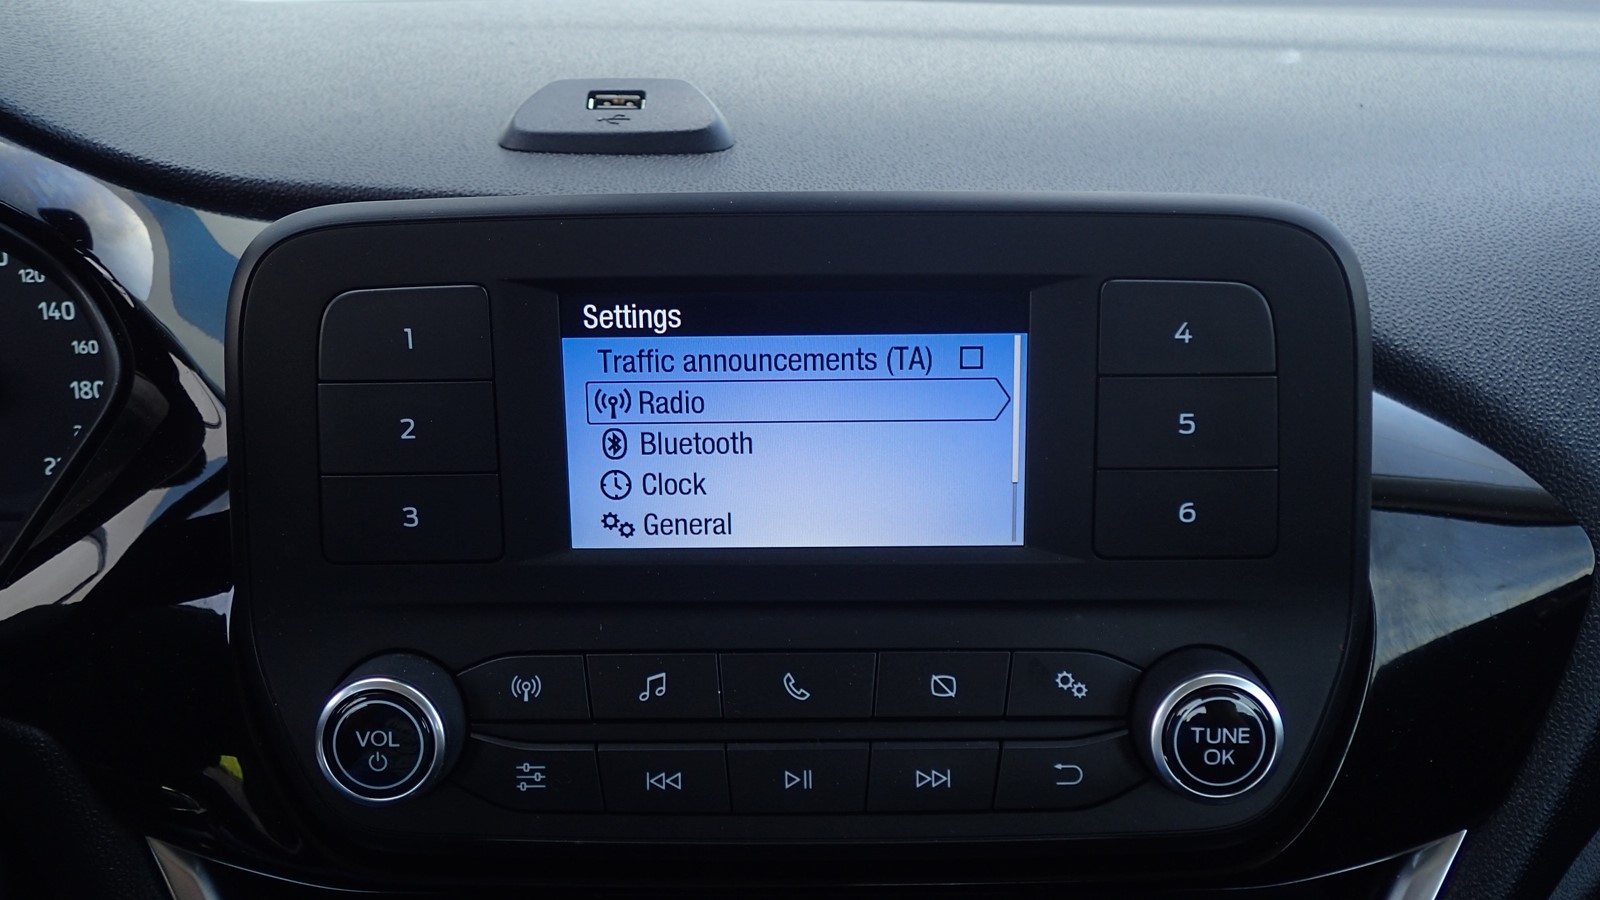 120
140
160
180
Settings
Traffic announcements (TA)
Radio
Bluetooth
Clock
General
1
2
3
4
5
6
VOL
TUNE
OK